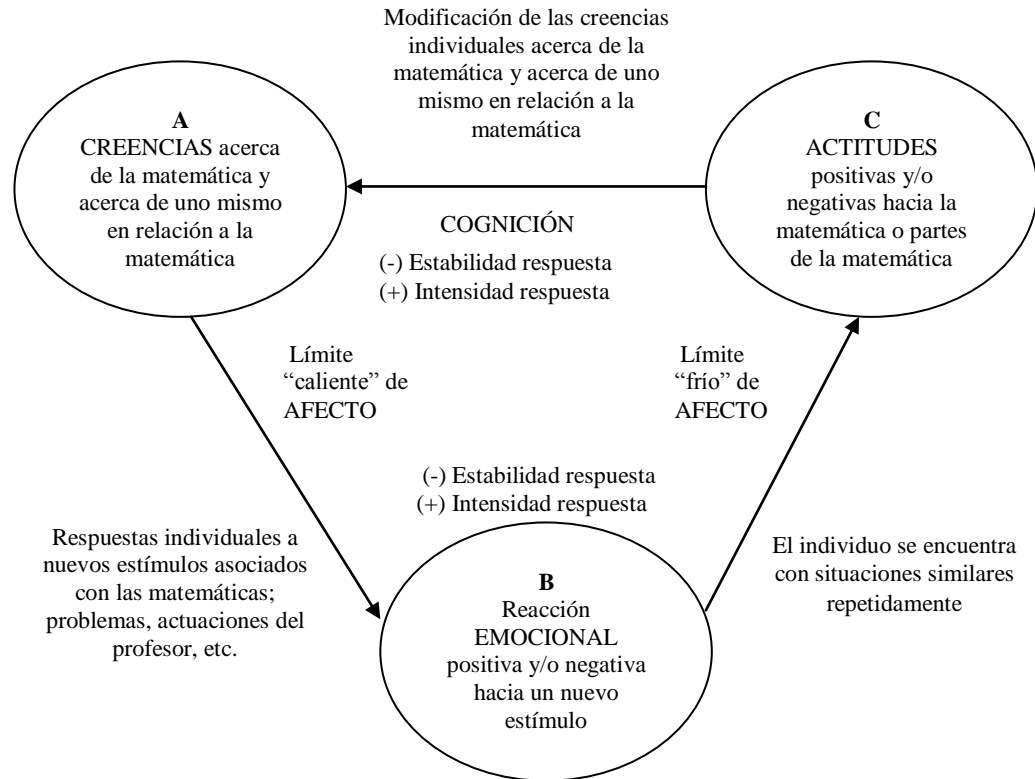 Modificación de las creencias
individuales acerca de la
matemática y acerca de uno
mismo en relación a la
matemática
A
CREENCIAS acerca
de la matemática y
acerca de uno mismo
en relación a la
matemática
C
ACTITUDES
positivas y/o
negativas hacia la
matemática o partes
de la matemática
COGNICIÓN
(-) Estabilidad respuesta
(+) Intensidad respuesta
Límite
“caliente” de
AFECTO
Límite
“frío” de
AFECTO
(-) Estabilidad respuesta
(+) Intensidad respuesta
Respuestas individuales a
nuevos estímulos asociados
con las matemáticas;
problemas, actuaciones del
profesor, etc.
B
Reacción
EMOCIONAL
positiva y/o negativa
hacia un nuevo
estímulo
El individuo se encuentra
con situaciones similares
repetidamente